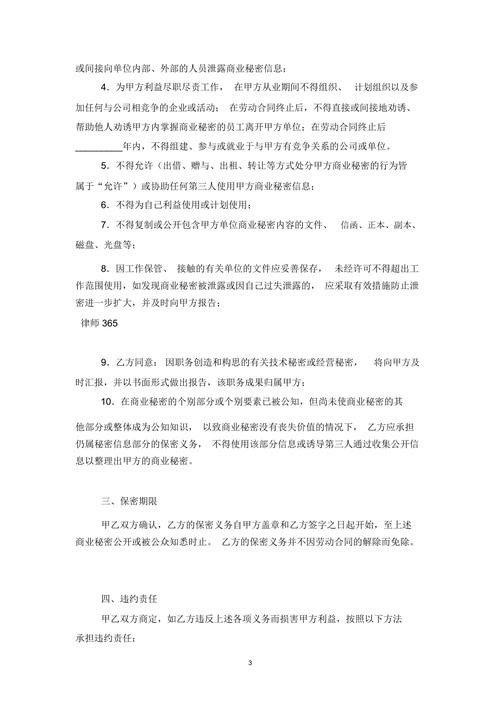 或间接向单位内部、外部的人员泄露商业秘密信息；
4．为甲方利益尽职尽责工作， 在甲方从业期间不得组织、 计划组织以及参
加任何与公司相竞争的企业或活动； 在劳动合同终止后，不得直接或间接地劝诱、
帮助他人劝诱甲方内掌握商业秘密的员工离开甲方单位；在劳动合同终止后
_________年内，不得组建、参与或就业于与甲方有竞争关系的公司或单位。
5．不得允许（出借、赠与、出租、转让等方式处分甲方商业秘密的行为皆
属于“允许”）或协助任何第三人使用甲方商业秘密信息；
6．不得为自己利益使用或计划使用；
7．不得复制或公开包含甲方单位商业秘密内容的文件、 信函、正本、副本、
磁盘、光盘等；
8．因工作保管、 接触的有关单位的文件应妥善保存， 未经许可不得超出工
作范围使用，如发现商业秘密被泄露或因自己过失泄露的， 应采取有效措施防止泄
密进一步扩大，并及时向甲方报告；
律师 365
9．乙方同意： 因职务创造和构思的有关技术秘密或经营秘密， 将向甲方及
时汇报，并以书面形式做出报告，该职务成果归属甲方；
10．在商业秘密的个别部分或个别要素已被公知，但尚未使商业秘密的其
他部分或整体成为公知知识， 以致商业秘密没有丧失价值的情况下， 乙方应承担
仍属秘密信息部分的保密义务， 不得使用该部分信息或诱导第三人通过收集公开信
息以整理出甲方的商业秘密。
三、保密期限
甲乙双方确认，乙方的保密义务自甲方盖章和乙方签字之日起开始，至上述
商业秘密公开或被公众知悉时止。 乙方的保密义务并不因劳动合同的解除而免除。
四、违约责任
甲乙双方商定，如乙方违反上述各项义务而损害甲方利益，按照以下方法
承担违约责任：
3